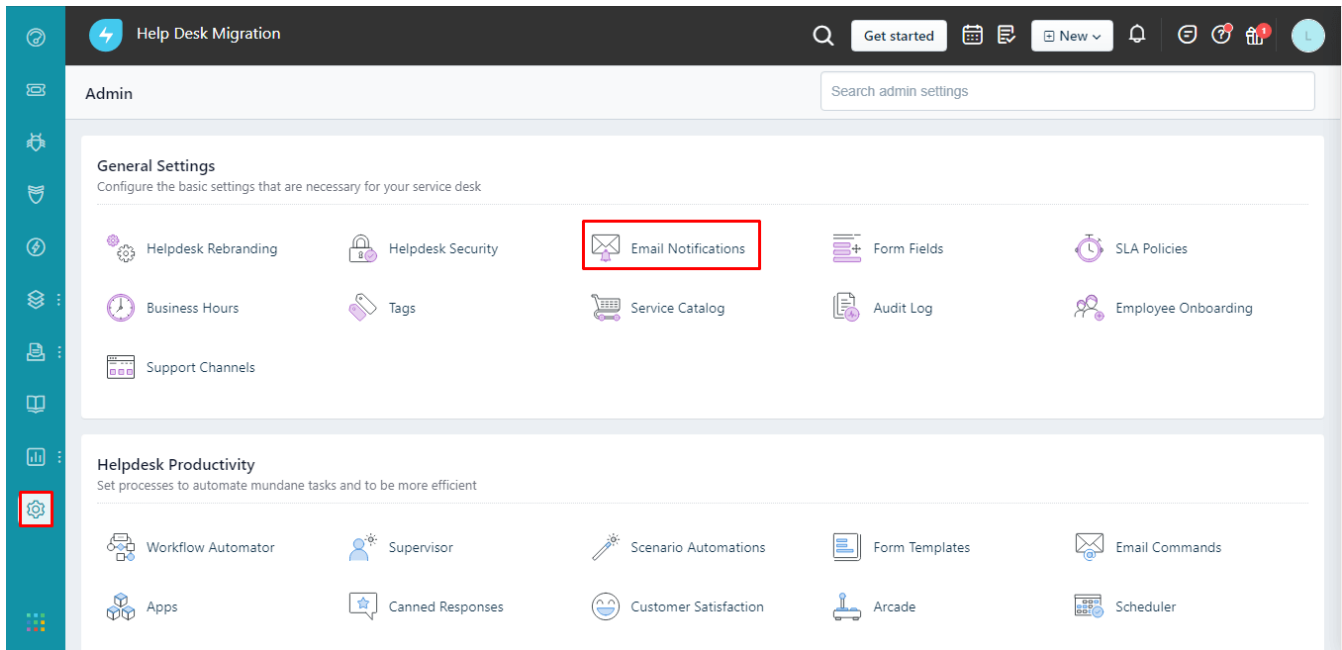 Help Desk Migration
Get started
New
1
L
Admin
Search admin settings
General Settings
Configure the basic settings that are necessary for your service desk
Helpdesk Rebranding
Helpdesk Security
Email Notifications
Form Fields
SLA Policies
Business Hours
Tags
Service Catalog
Audit Log
Employee Onboarding
Support Channels
Helpdesk Productivity
Set processes to automate mundane tasks and to be more efficient
Workflow Automator
Supervisor
Scenario Automations
Form Templates
Email Commands
Apps
Canned Responses
Customer Satisfaction
Arcade
Scheduler